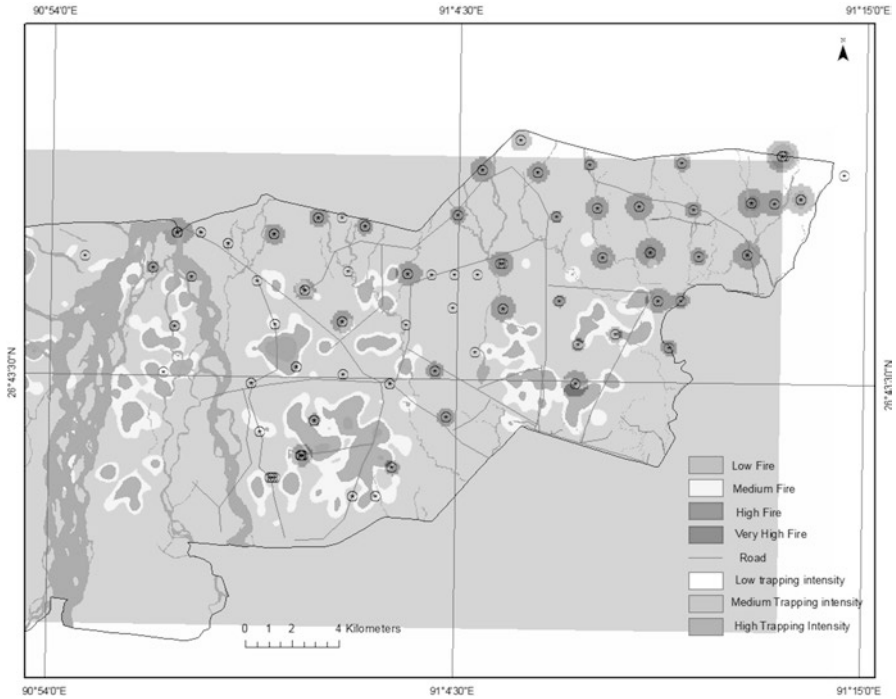 90°54'0"E 91°4'30"E 91°15'0"E
N
26°43'30"N 26°43'30"N
Low Fire
Medium Fire
High Fire
Very High Fire
Road
Low trapping intensity
Medium Trapping intensity
High Trapping Intensity
0 1 2 4 Kilometers
90°54'0"E 91°4'30"E 91°15'0"E